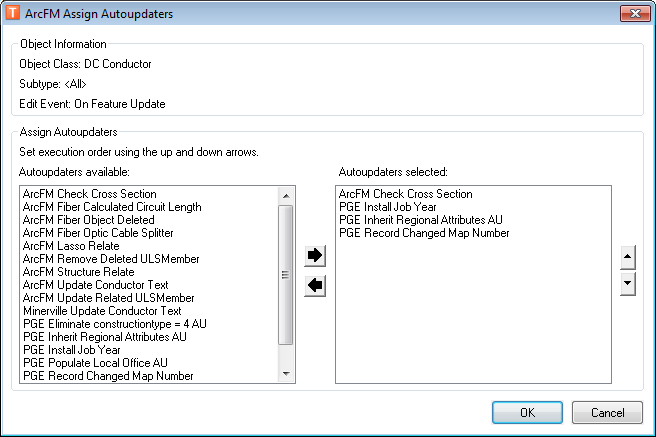 T ArcFM Assign Autoupdaters
Object Information
Object Class: DC Conductor
Subtype: <All>
Edit Event: On Feature Update
Assign Autoupdaters
Set execution order using the up and down arrows.
Autoupdaters available:
ArcFM Check Cross Section
ArcFM Fiber Calculated Circuit Length
ArcFM Fiber Object Deleted
ArcFM Fiber Optic Cable Splitter
ArcFM Lasso Relate
ArcFM Remove Deleted ULSMember
ArcFM Structure Relate
ArcFM Update Conductor Text
ArcFM Update Related ULSMember
Minerville Update Conductor Text
PGE Eliminate constructiontype = 4 AU
PGE Inherit Regional Attributes AU
PGE Install Job Year
PGE Populate Local Office AU
PGE Record Changed Map Number
Autoupdaters selected:
ArcFM Check Cross Section
PGE Install Job Year
PGE Inherit Regional Attributes AU
PGE Record Changed Map Number
OK
Cancel